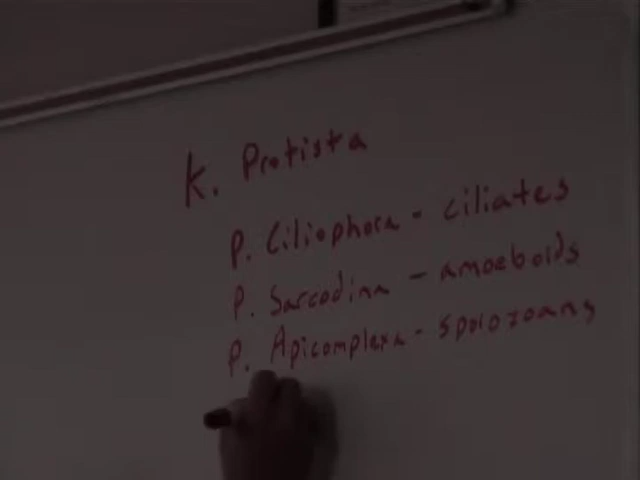 K. Protista
P. Ciliophora - ciliates
P. Sarcodina - amoeboids
P. Apicomplexa - sporozoans